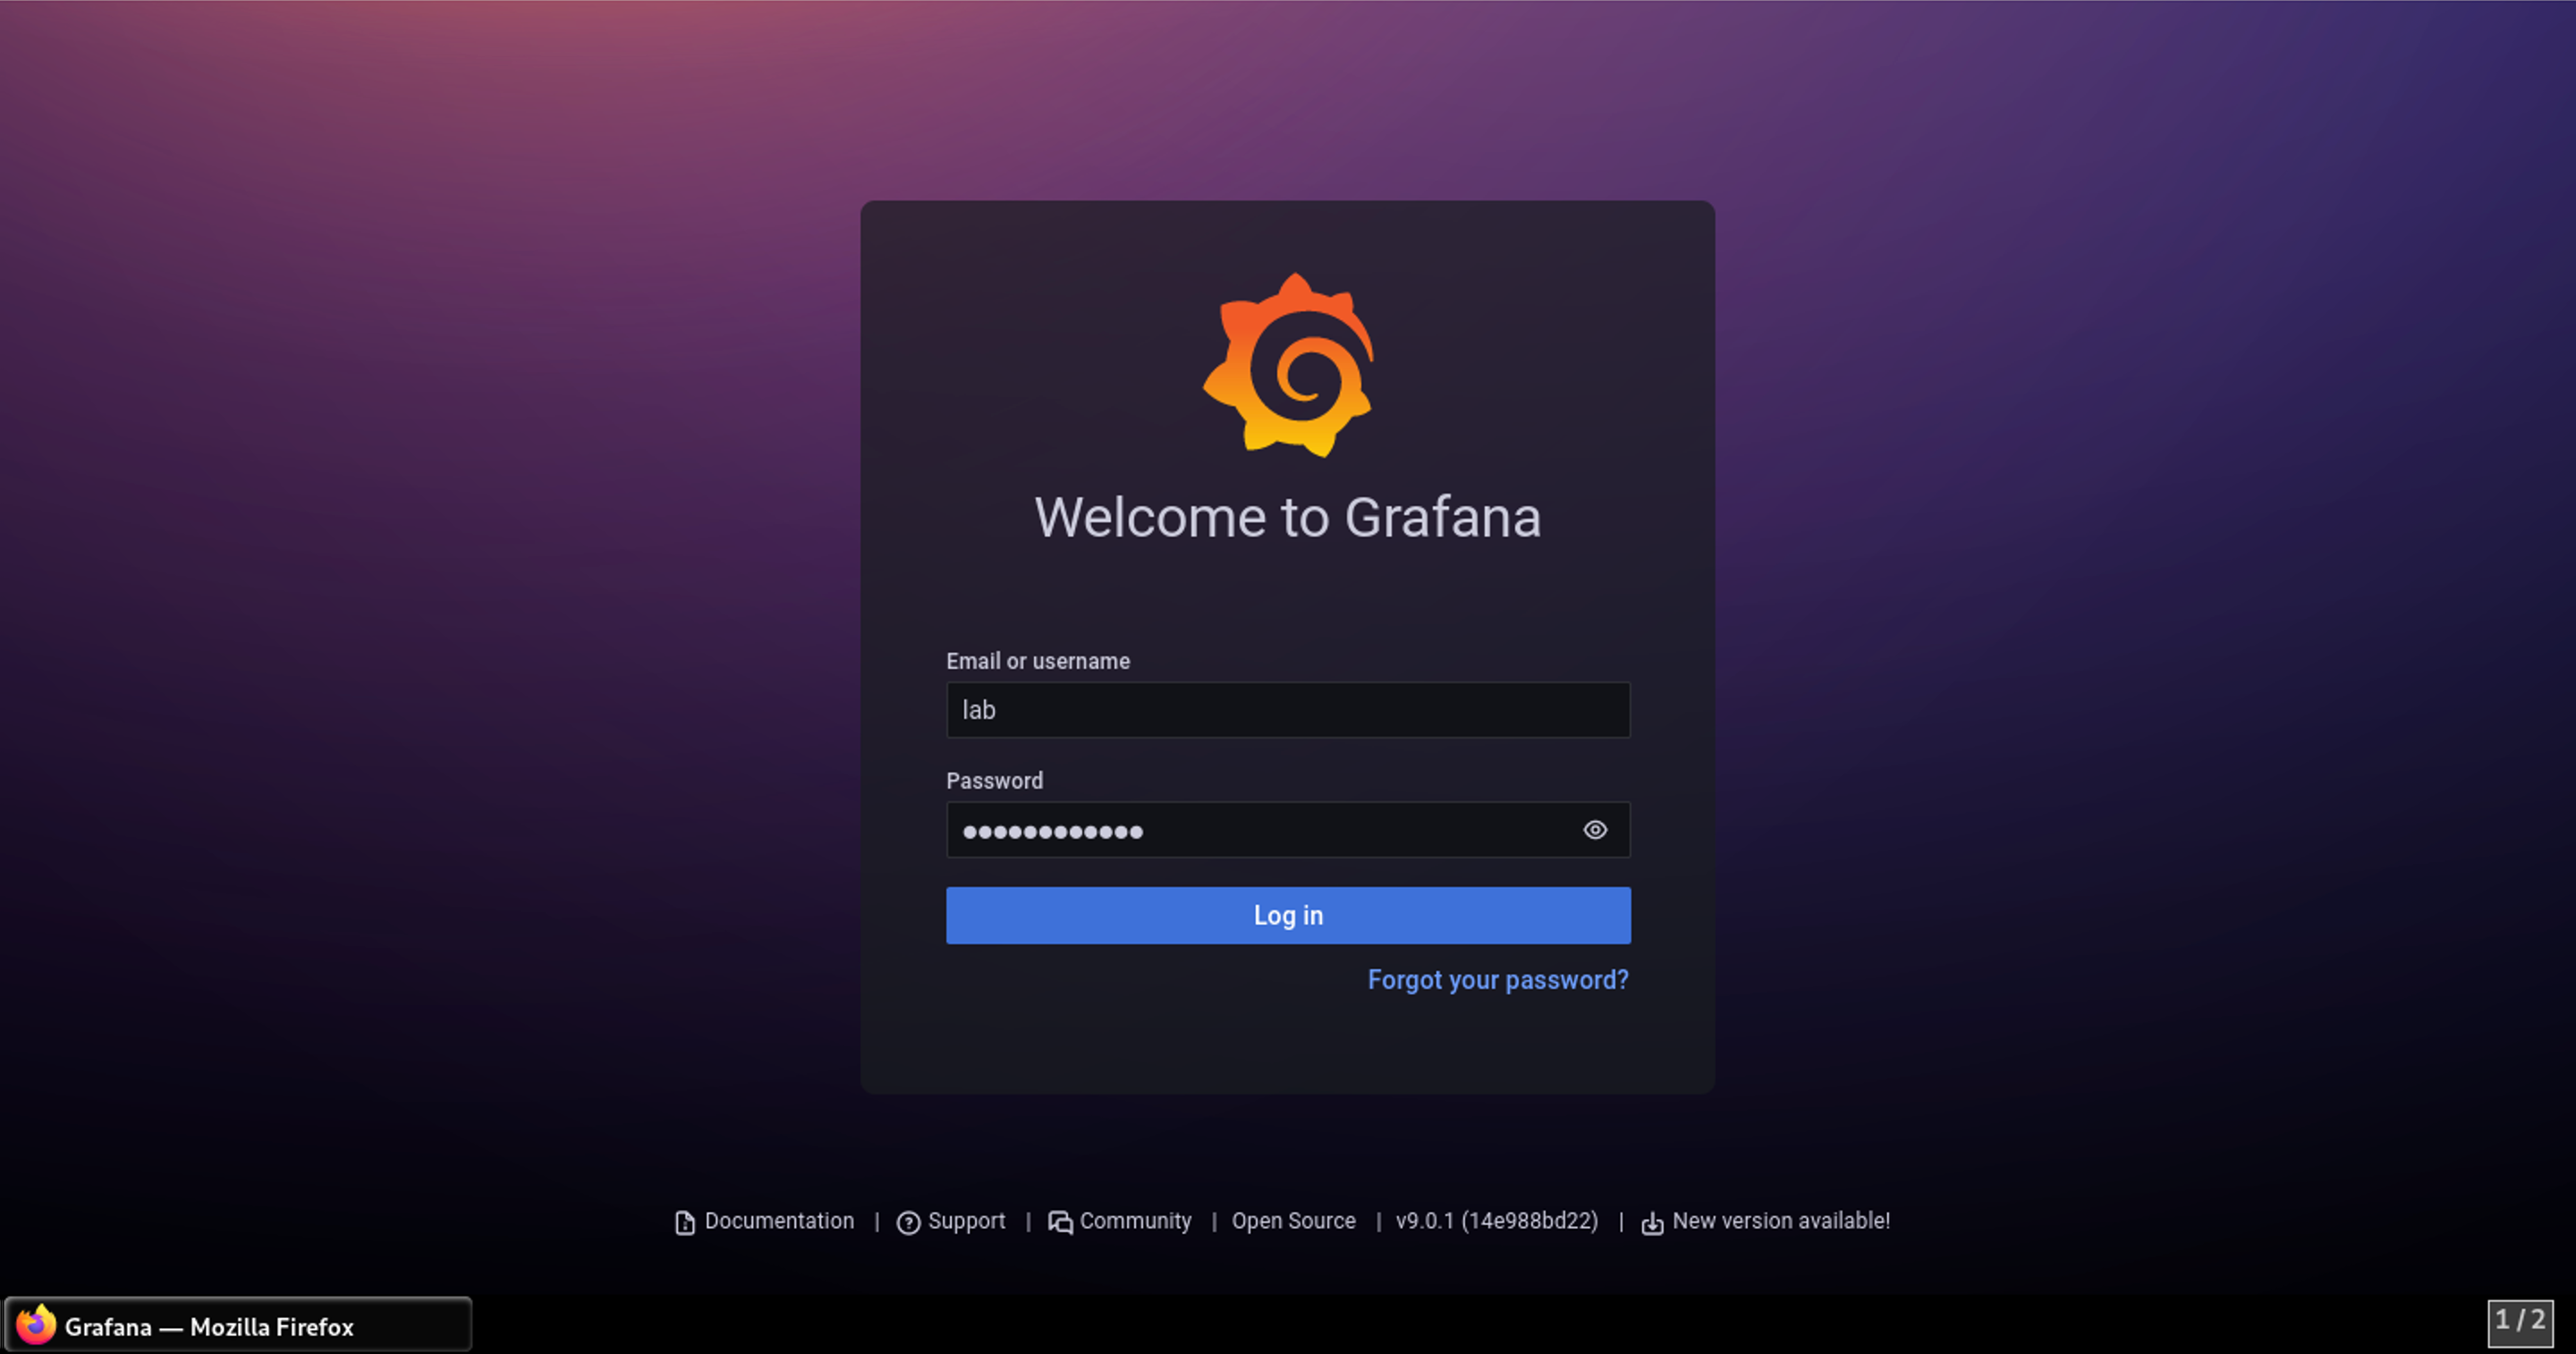 Welcome to Grafana
Email or username
lab
Password
●●●●●●●●●●●●
Log in
Forgot your password?
Documentation | Support | Community | Open Source | v9.0.1 (14e988bd22) | New version available!
Grafana — Mozilla Firefox
1 / 2